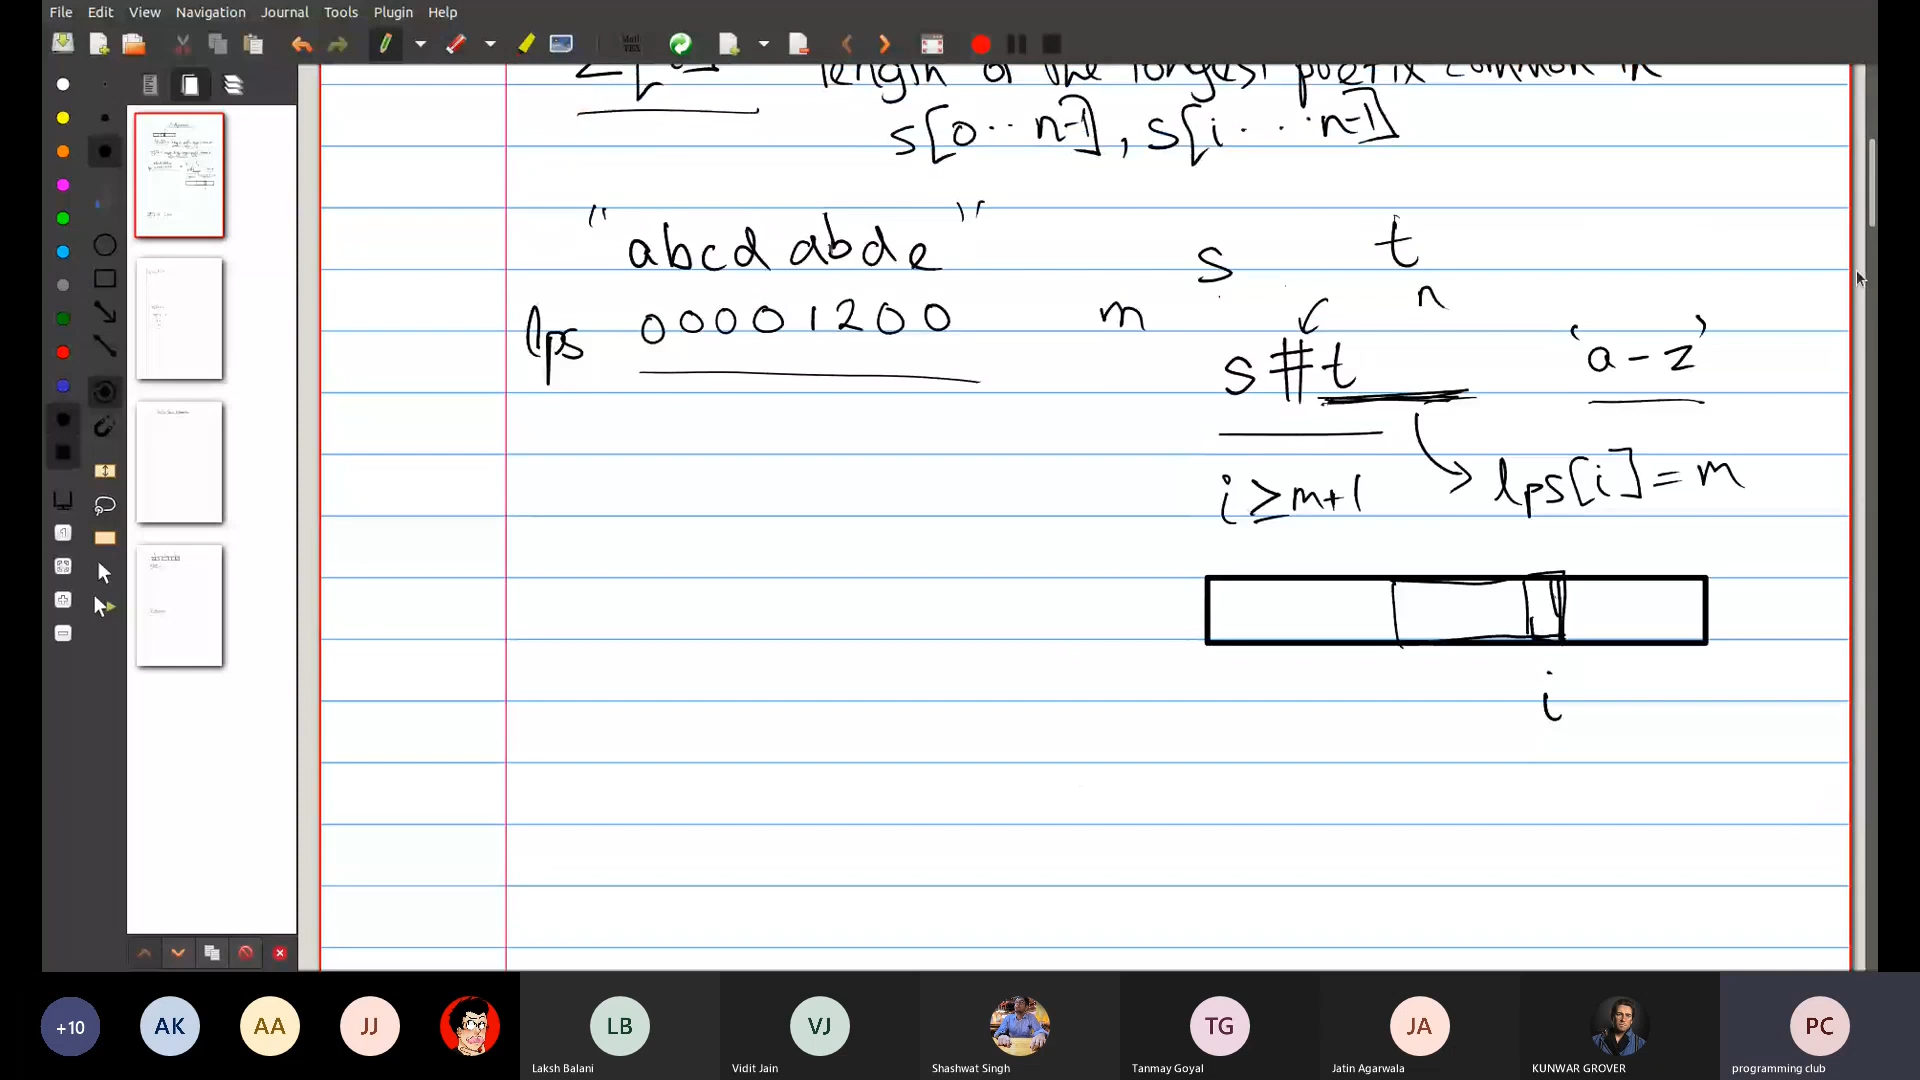 File Edit View Navigation Journal Tools Plugin Help
length of the longest prefix common in
s[0..n-1], s[i...n-1]
"abcdabde"
lps 00001200
s t
m n
s#t 'a-z'
i≥m+1 → lps[i]=m
i
+10 AK AA JJ LB VJ TG JA PC
Laksh Balani Vidit Jain Shashwat Singh Tanmay Goyal Jatin Agarwala KUNWAR GROVER programming club